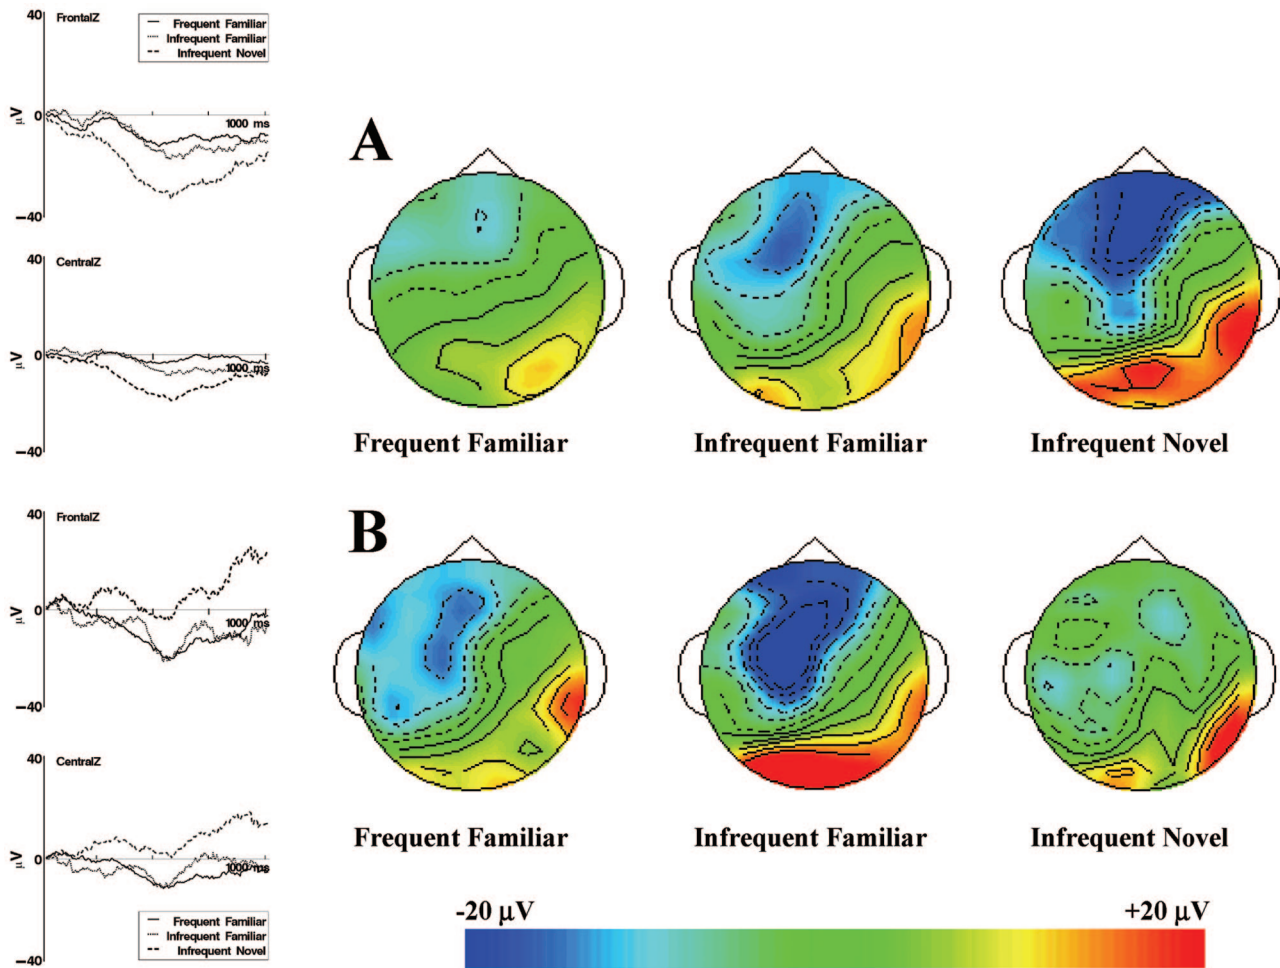 40
FrontalZ
Frequent Familiar
Infrequent Familiar
Infrequent Novel
μV
0
1000 ms
−40
40
CentralZ
μV
0
1000 ms
−40
A
Frequent Familiar
Infrequent Familiar
Infrequent Novel
40
FrontalZ
μV
0
1000 ms
−40
40
CentralZ
μV
0
1000 ms
Frequent Familiar
Infrequent Familiar
Infrequent Novel
−40
B
Frequent Familiar
Infrequent Familiar
Infrequent Novel
-20 μV
+20 μV